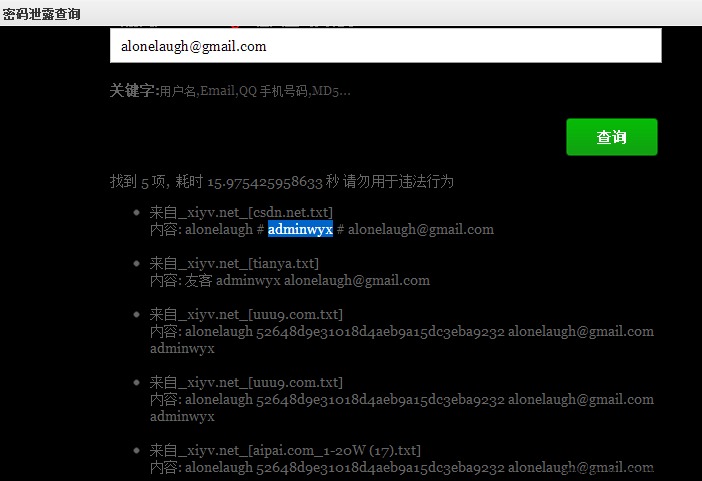 密码泄露查询
alonelaugh@gmail.com
关键字:用户名,Email,QQ 手机号码,MD5...
查询
找到 5 项, 耗时 15.975425958633 秒 请勿用于违法行为
来自_xiyv.net_[csdn.net.txt]
内容: alonelaugh # adminwyx # alonelaugh@gmail.com
来自_xiyv.net_[tianya.txt]
内容: 友客 adminwyx alonelaugh@gmail.com
来自_xiyv.net_[uuu9.com.txt]
内容: alonelaugh 52648d9e31018d4aeb9a15dc3eba9232 alonelaugh@gmail.com
adminwyx
来自_xiyv.net_[uuu9.com.txt]
内容: alonelaugh 52648d9e31018d4aeb9a15dc3eba9232 alonelaugh@gmail.com
adminwyx
来自_xiyv.net_[aipai.com_1-20W (17).txt]
内容: alonelaugh 52648d9e31018d4aeb9a15dc3eba9232 alonelaugh@gmail.com